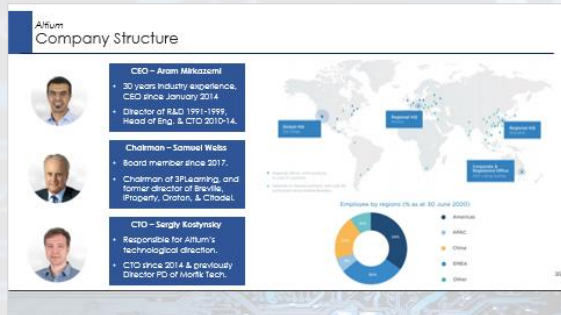 Altium
Company Structure
CEO – Aram Mirkazemi
• 30 years industry experience,
CEO since January 2014
• Director of R&D 1991-1999,
Head of Eng. & CTO 2010-14.
Chairman – Samuel Weiss
• Board member since 2017.
• Chairman of 3PLearning, and
former director of Breville,
iProperty, Oroton, & Citadel.
CTO – Sergiy Kostynsky
• Responsible for Altium's
technological direction.
• CTO since 2014 & previously
Director PD of Morfik Tech.
Global HQ
Regional HQ
Regional HQ
Corporate &
Registered Office
Employee by regions (% as at 30 June 2020)
Americas
APAC
China
EMEA
Other